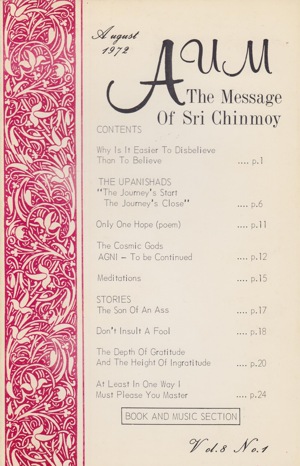 August
1972
AUM
The Message
Of Sri Chinmoy
CONTENTS
Why Is It Easier To Disbelieve
Than To Believe .... p.1
THE UPANISHADS
"The Journey's Start
The Journey's Close" .... p.6
Only One Hope (poem) .... p.11
The Cosmic Gods
AGNI – To be Continued .... p.12
Meditations .... p.15
STORIES
The Son Of An Ass .... p.17
Don't Insult A Fool .... p.18
The Depth Of Gratitude
And The Height Of Ingratitude .... p.20
At Least In One Way I
Must Please You Master .... p.24
BOOK AND MUSIC SECTION
Vol.8 No.1